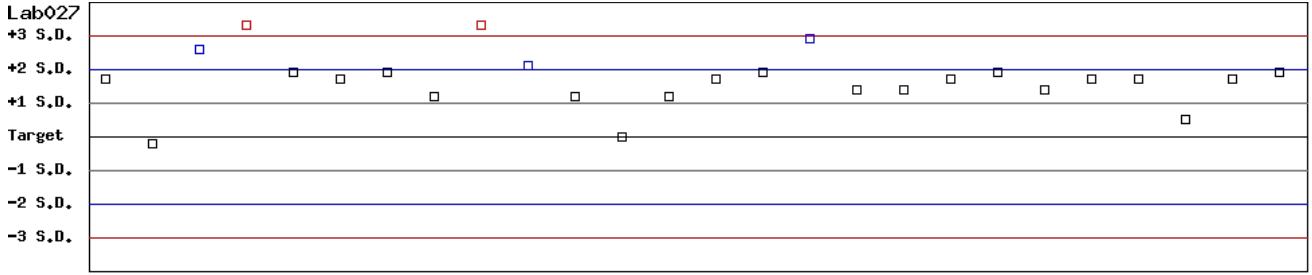 Lab027
+3 S.D.
+2 S.D.
+1 S.D.
Target
-1 S.D.
-2 S.D.
-3 S.D.